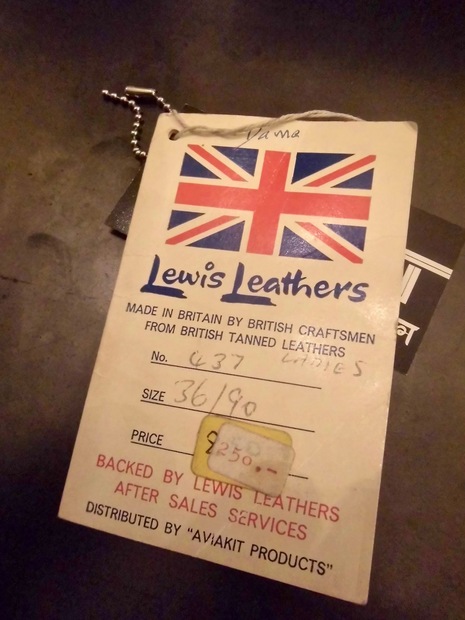 Dama
Lewis Leathers
MADE IN BRITAIN BY BRITISH CRAFTSMEN
FROM BRITISH TANNED LEATHERS
No. 437 LADIES
SIZE 36/90
PRICE 250,-
BACKED BY LEWIS LEATHERS
AFTER SALES SERVICES
DISTRIBUTED BY "AVIAKIT PRODUCTS"